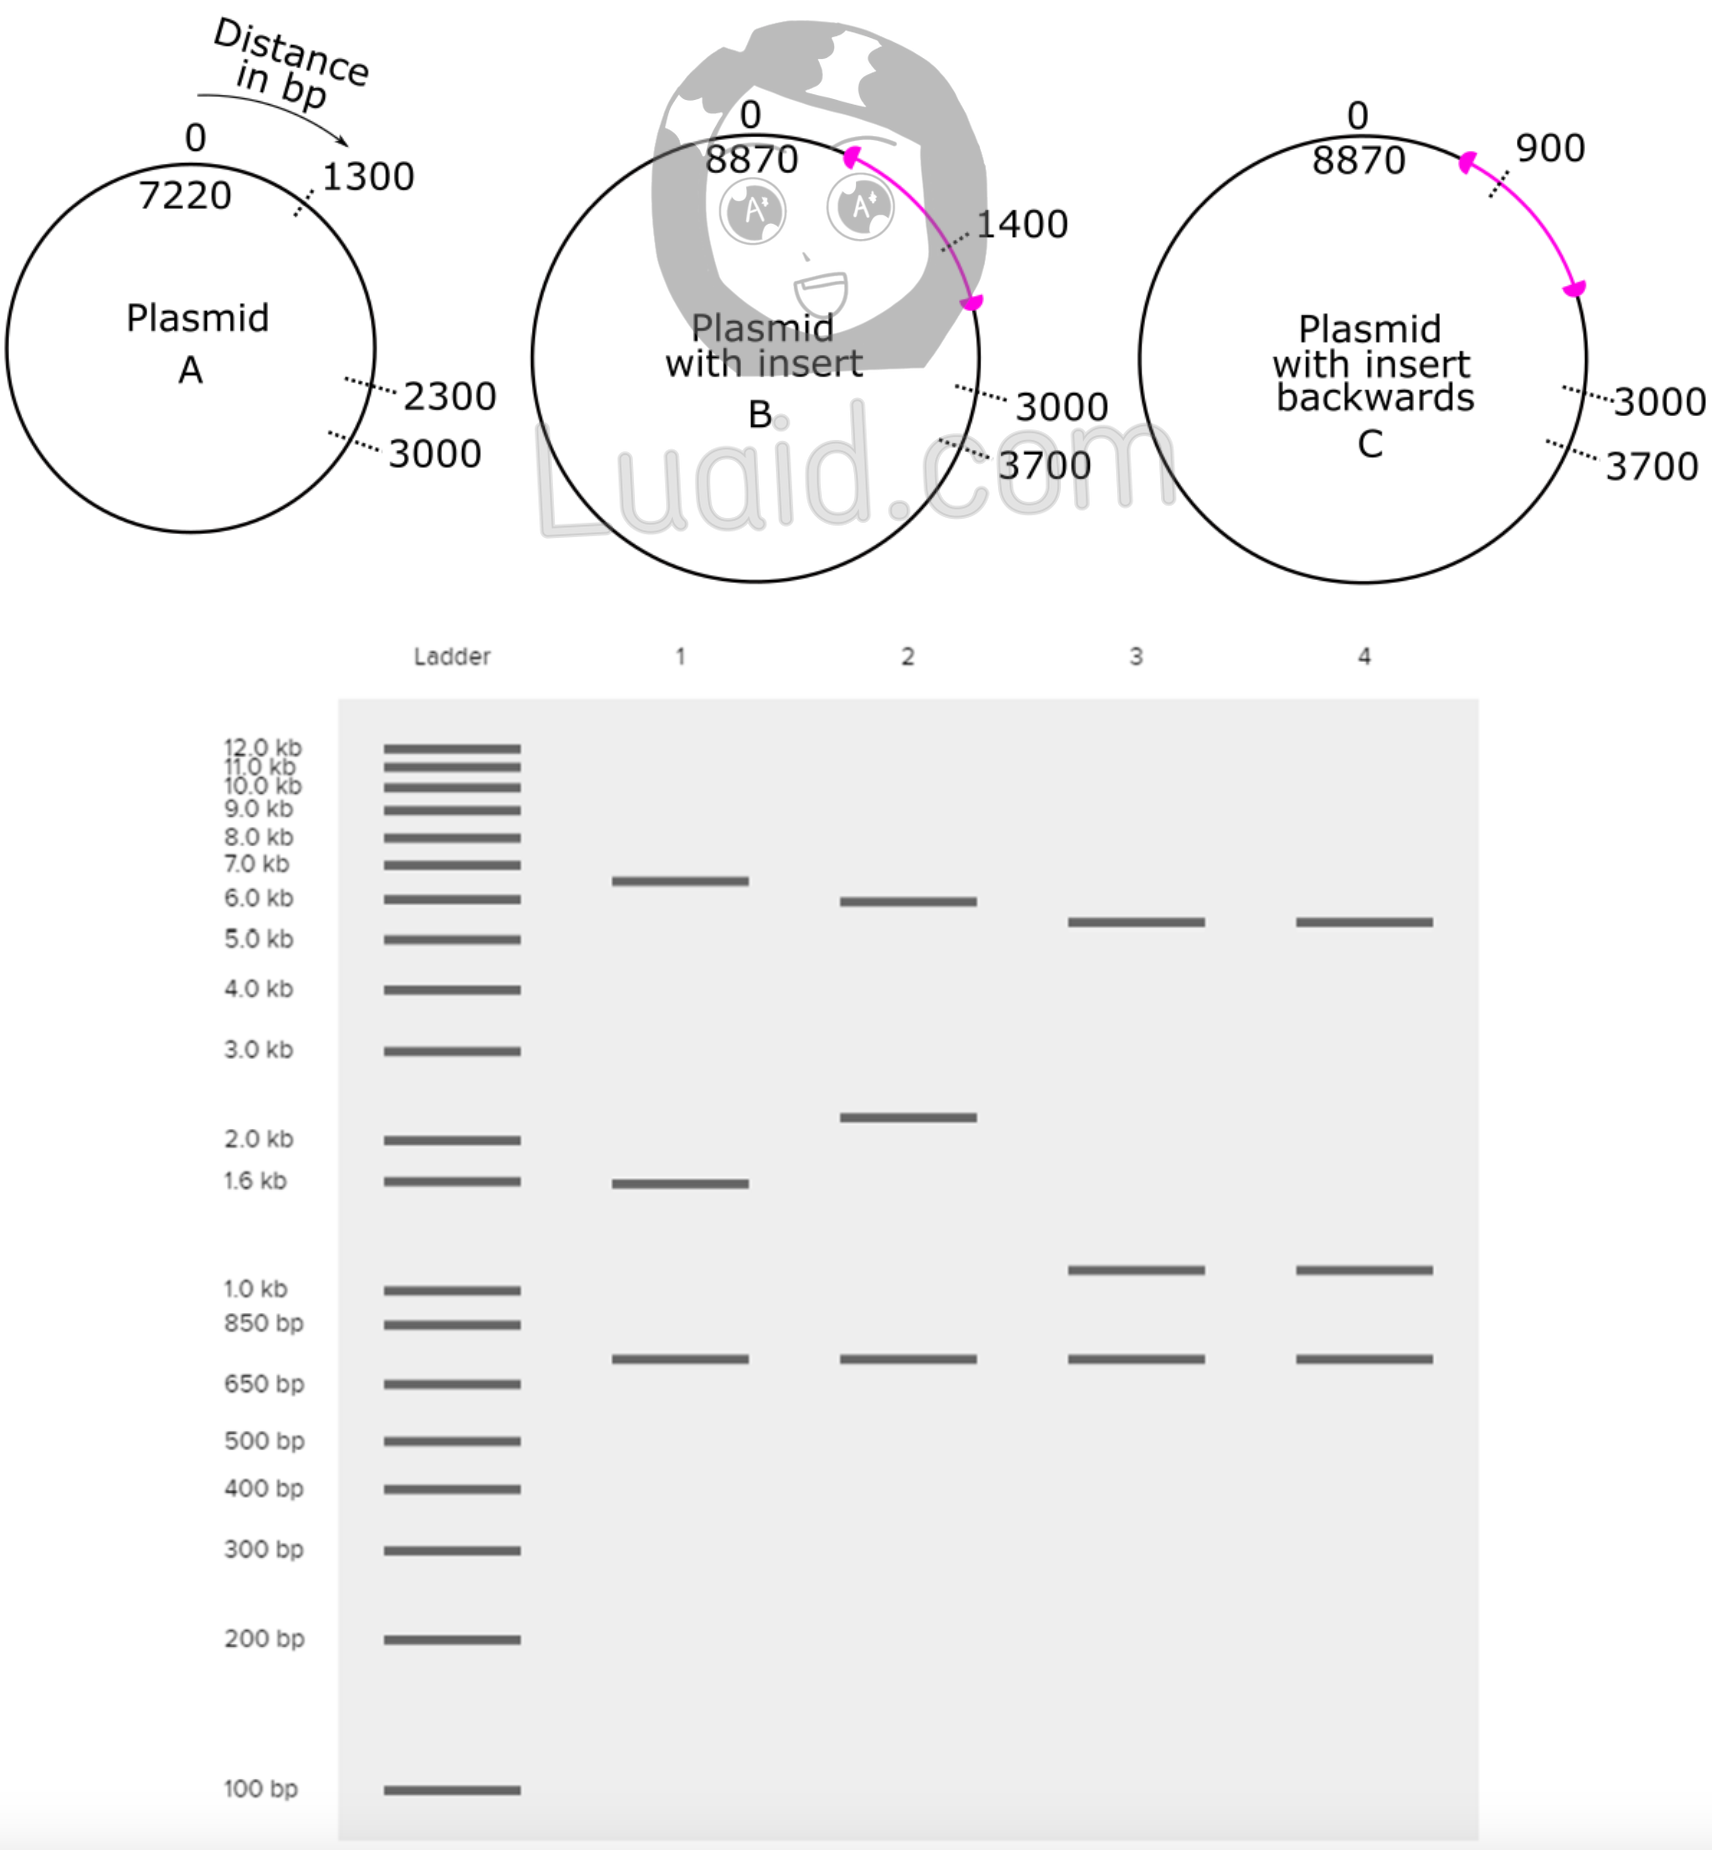 Distance
in bp
0
7220
1300
Plasmid
A
2300
3000
0
8870
A+
A+
1400
Plasmid
with insert
B
3000
3700
0
8870
900
Plasmid
with insert
backwards
C
3000
3700
Luaid.com
Ladder 1 2 3 4
12.0 kb
11.0 kb
10.0 kb
9.0 kb
8.0 kb
7.0 kb
6.0 kb
5.0 kb
4.0 kb
3.0 kb
2.0 kb
1.6 kb
1.0 kb
850 bp
650 bp
500 bp
400 bp
300 bp
200 bp
100 bp